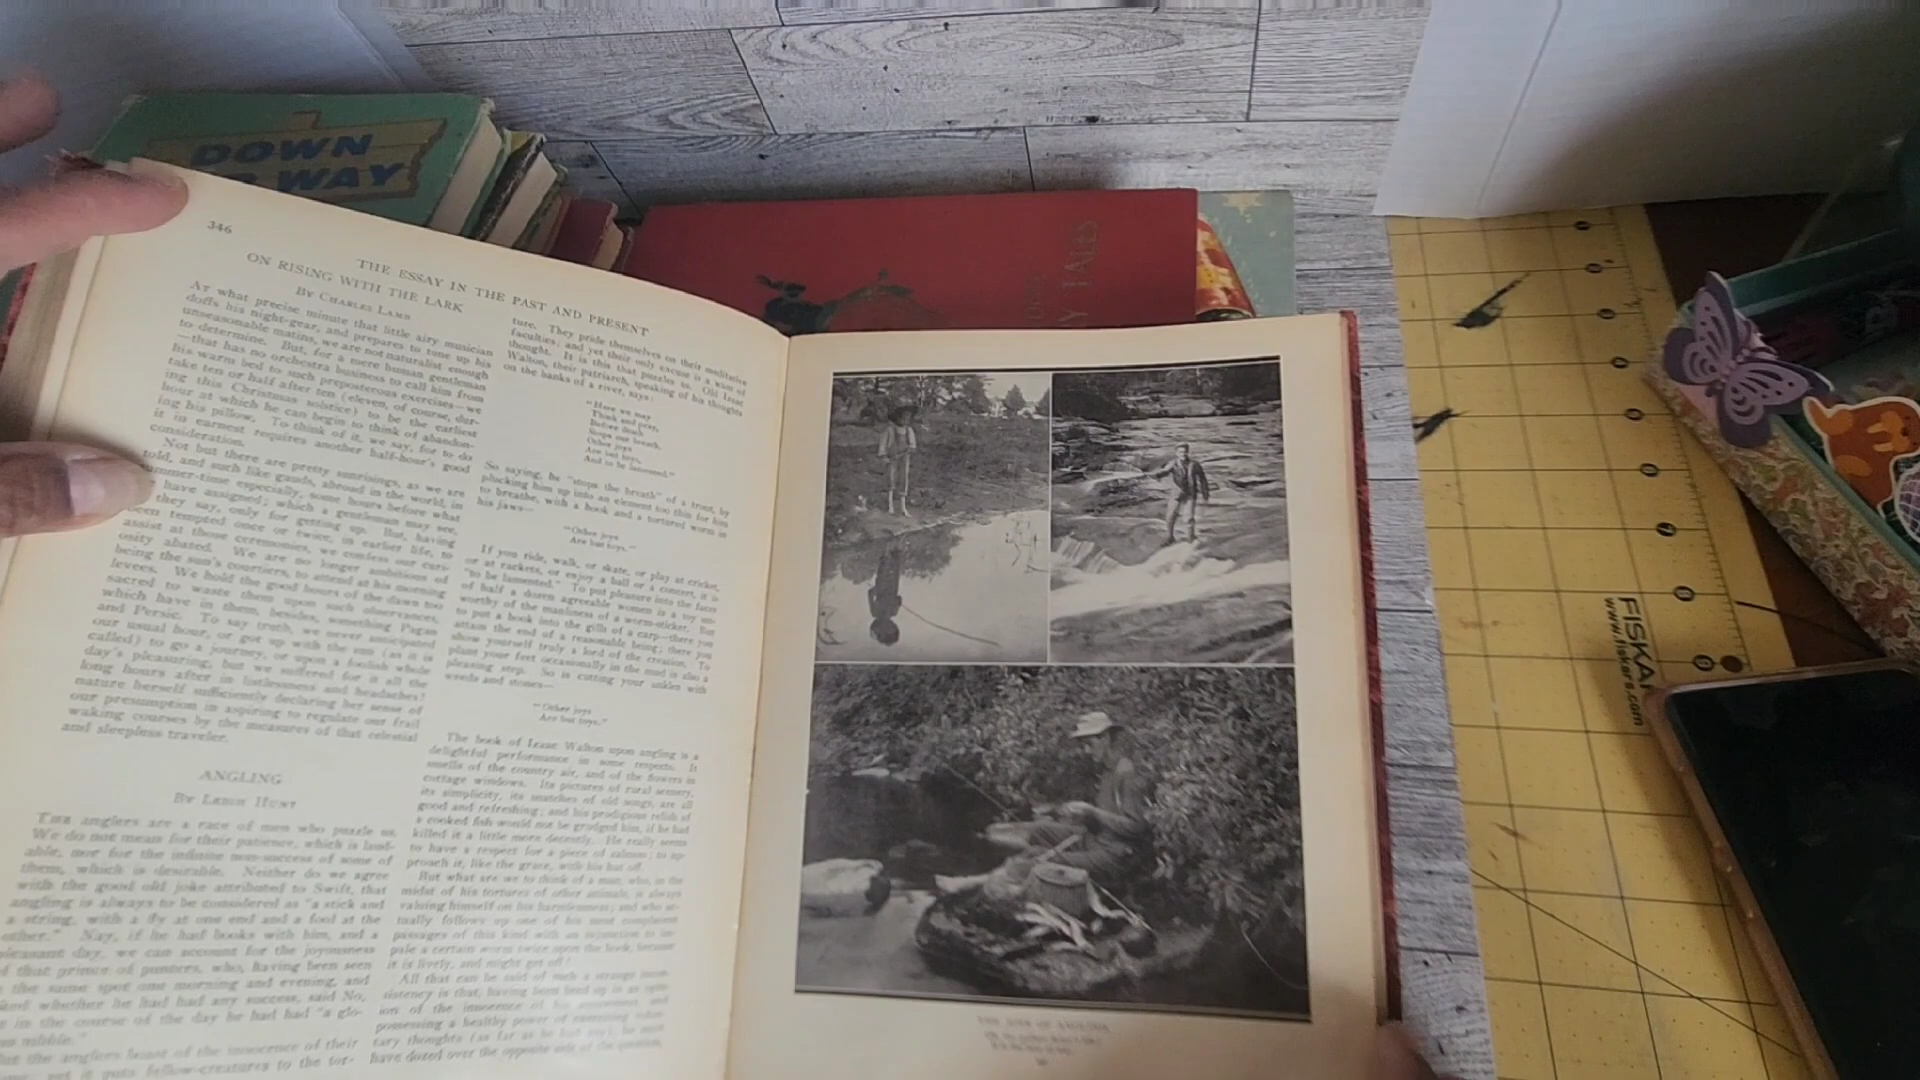 DOWN
WAY
TALES
346
THE ESSAY IN THE PAST AND PRESENT
ON RISING WITH THE LARK
By Charles Lamb
At what precise minute that little airy musician
doffs his night-gear, and prepares to tune up his
unseasonable matins, we are not naturalist enough
to determine. But, for a mere human gentleman
—that has no orchestra business to call him from
his warm bed to such preposterous exercises—we
take ten or half after ten (eleven, of course, dur-
ing this Christmas solstice) to be the earliest
hour at which he can begin to think of abandon-
ing his pillow. To think of it, we say, for to do
it in earnest requires another half-hour's good
consideration.
Not but there are pretty sunrisings, as we are
told, and such like gauds, abroad in the world, in
summer-time especially, some hours before what
have assigned; which a gentleman may see,
they say, only for getting up. But, having
been tempted once or twice, in earlier life, to
assist at those ceremonies, we confess our curi-
osity abated. We are no longer ambitious of
being the sun's courtiers, to attend at his morning
levees. We hold the good hours of the dawn too
sacred to waste them upon such observances,
which have in them, besides, something Pagan
and Persic. To say truth, we never anticipated
our usual hour, or got up with the sun (as it is
called) to go a journey, or upon a foolish whole
day's pleasuring, but we suffered for it all the
long hours after in listlessness and headaches;
nature herself sufficiently declaring her sense of
our presumption in aspiring to regulate our frail
waking courses by the measures of that celestial
and sleepless traveler.
ANGLING
By Leigh Hunt
The anglers are a race of men who puzzle us.
We do not mean for their patience, which is laud-
able, nor for the infinite non-success of some of
them, which is desirable. Neither do we agree
with the good old joke attributed to Swift, that
angling is always to be considered as "a stick and
a string, with a fly at one end and a fool at the
other." Nay, if he had books with him, and a
pleasant day, we can account for the joyousness
of that prince of punters, who, having been seen
in the same spot one morning and evening, and
asked whether he had had any success, said No,
but in the course of the day he had had "a glo-
rious nibble."
But the anglers boast of the innocence of their
pastime; yet it puts fellow-creatures to the tor-
ture. They pride themselves on their meditative
faculties; and yet their only excuse is a want of
thought. It is this that puzzles us. Old Isaac
Walton, their patriarch, speaking of his thoughts
on the banks of a river, says:
"Here we may
Think and pray,
Before death
Stops our breath.
Other joys
Are but toys,
And to be lamented."
So saying, he "stops the breath" of a trout, by
plucking him up into an element too thin for him
to breathe, with a hook and a tortured worm in
his jaws—
"Other joys
Are but toys."
If you ride, walk, or skate, or play at cricket,
or at rackets, or enjoy a ball or a concert, it is
"to be lamented." To put pleasure into the faces
of half a dozen agreeable women is a toy un-
worthy of the manliness of a worm-sticker. But
to put a hook into the gills of a carp—there you
attain the end of a reasonable being; there you
show yourself truly a lord of the creation. To
plant your feet occasionally in the mud is also a
pleasing step. So is cutting your ankles with
weeds and stones—
"Other joys
Are but toys."
The book of Izaac Walton upon angling is a
delightful performance in some respects. It
smells of the country air, and of the flowers in
cottage windows. Its pictures of rural scenery,
its simplicity, its snatches of old songs, are all
good and refreshing; and his prodigious relish of
a cooked fish would not be grudged him, if he had
killed it a little more decently. He really seems
to have a respect for a piece of salmon; to ap-
proach it, like the grace, with his hat off.
But what are we to think of a man, who, in the
midst of his tortures of other animals, is always
valuing himself on his harmlessness; and who ac-
tually follows up one of his most complacent
passages of this kind with an injunction to im-
pale a certain worm twice upon the hook, because
it is lively, and might get off!
All that can be said of such a
is that, having been bred up in an opin-
ion of the innocence of his amusement, and
possessing a healthy power of exercising volun-
tary thoughts (as far as he had any), he must
have dozed over the opposite side of the question,
4
7
8
9
FISKA
www.fiskars.com